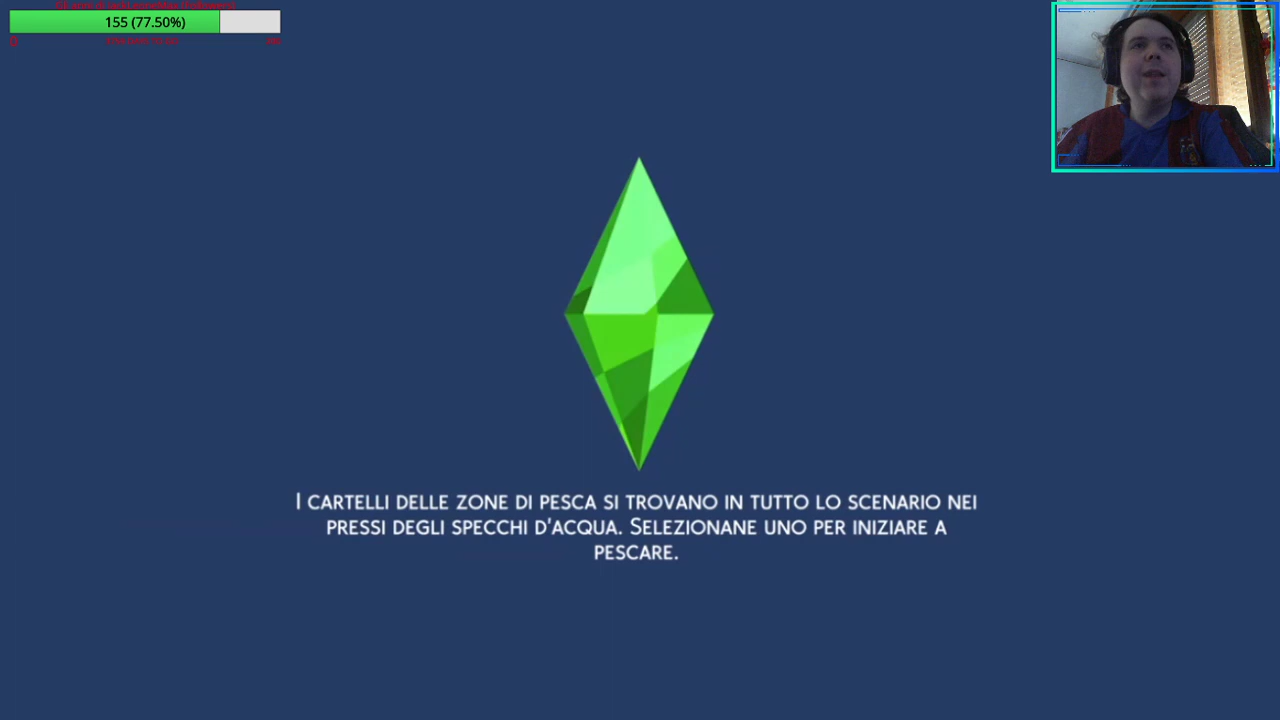 155 (77.50%)
0
I CARTELLI DELLE ZONE DI PESCA SI TROVANO IN TUTTO LO SCENARIO NEI
PRESSI DEGLI SPECCHI D'ACQUA. SELEZIONANE UNO PER INIZIARE A
PESCARE.